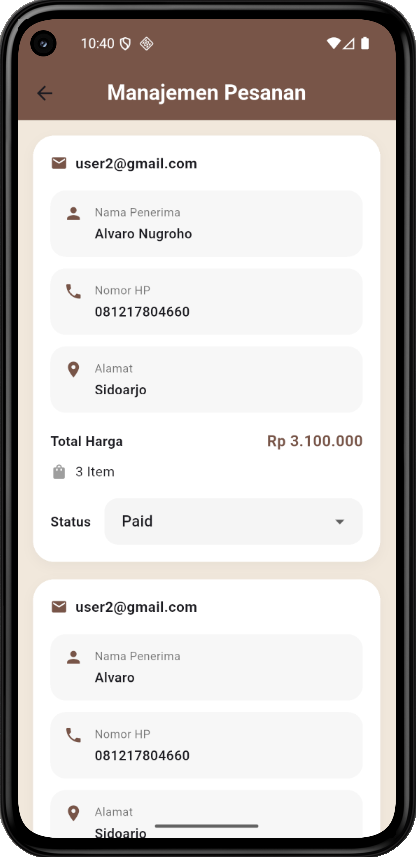 10:40
Manajemen Pesanan
user2@gmail.com
Nama Penerima
Alvaro Nugroho
Nomor HP
081217804660
Alamat
Sidoarjo
Total Harga
Rp 3.100.000
3 Item
Status
Paid
user2@gmail.com
Nama Penerima
Alvaro
Nomor HP
081217804660
Alamat
Sidoarjo